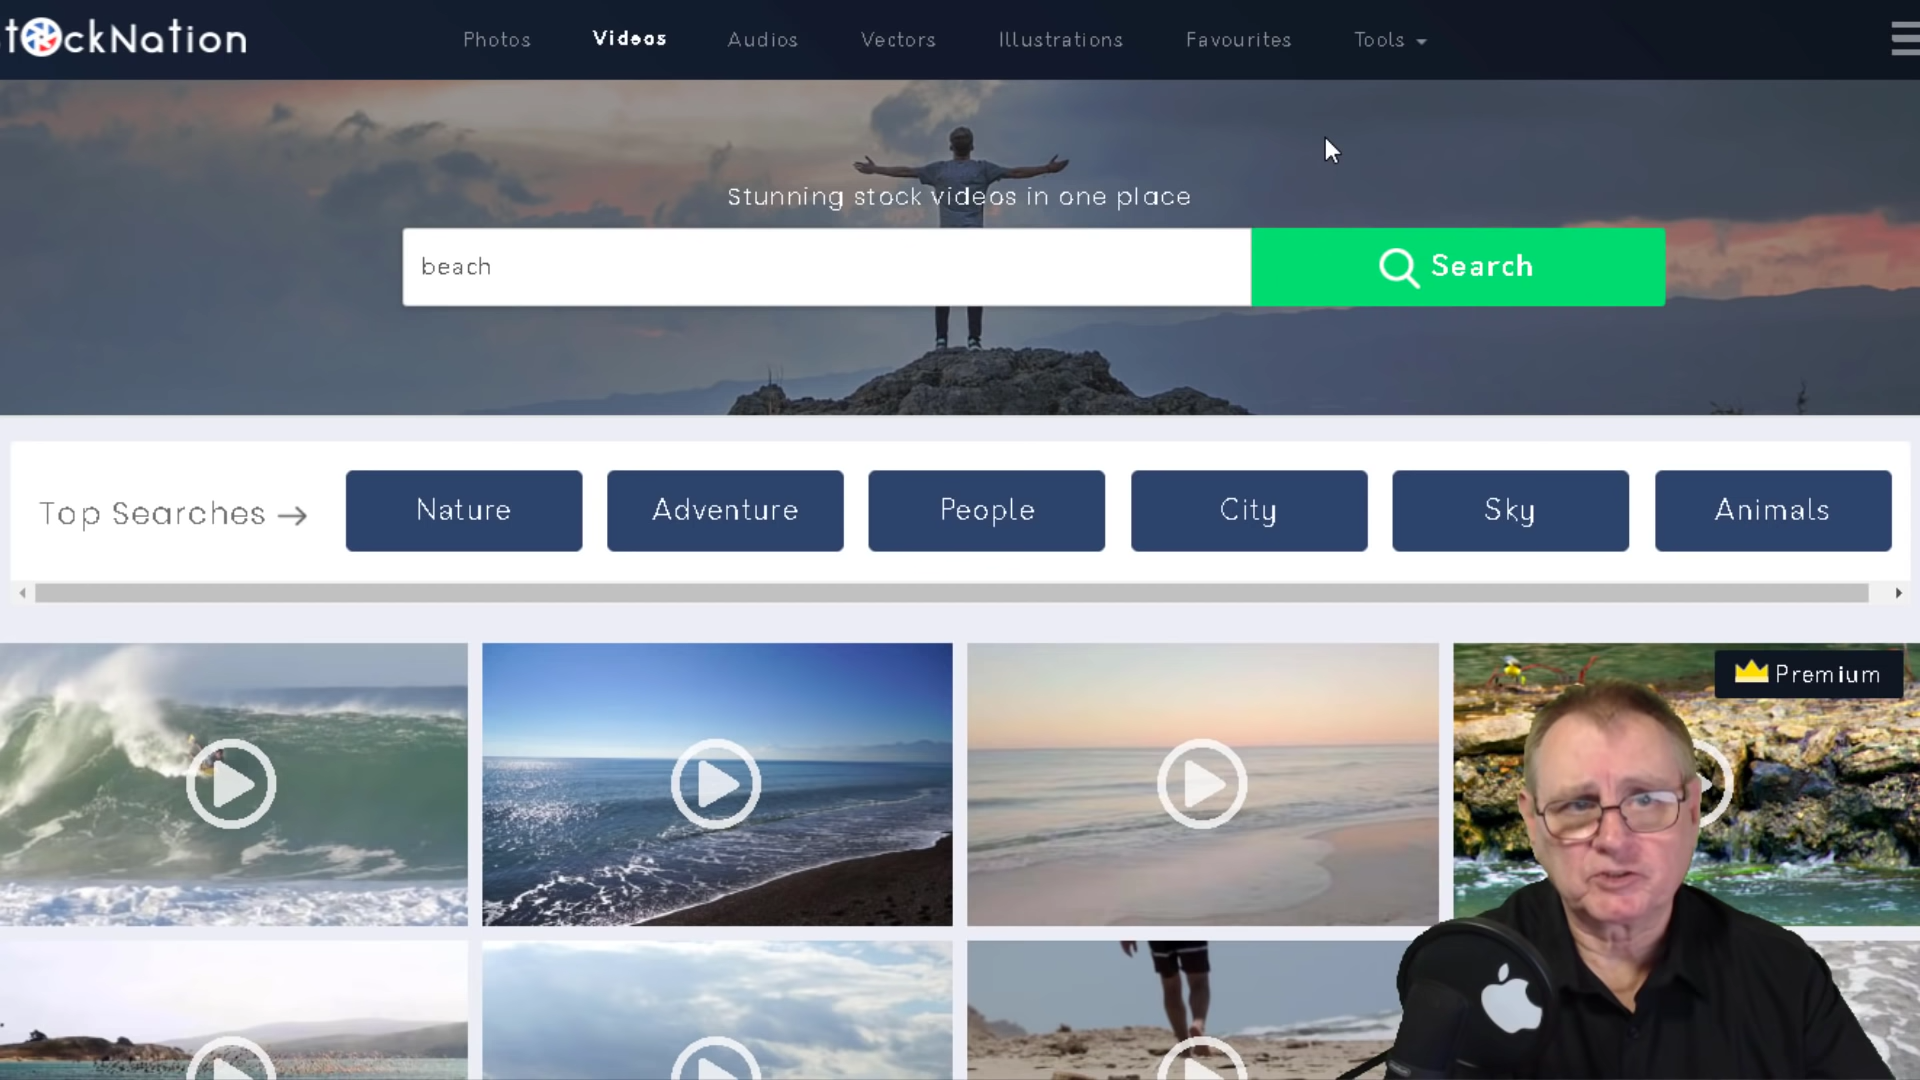 stockNation
Photos
Videos
Audios
Vectors
Illustrations
Favourites
Tools
Stunning stock videos in one place
beach
Search
Top Searches →
Nature
Adventure
People
City
Sky
Animals
Premium